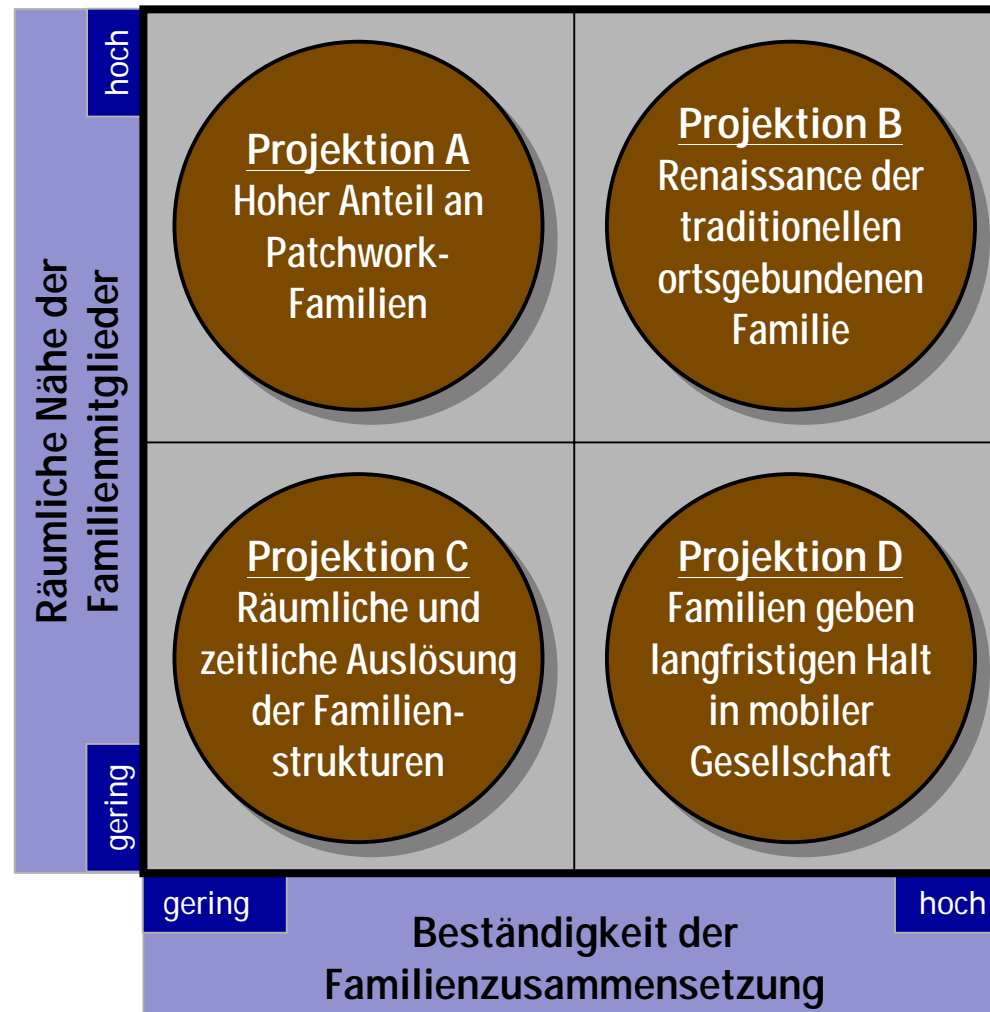 Räumliche Nähe der
Familienmitglieder
hoch
gering
Projektion A
Hoher Anteil an
Patchwork-
Familien
Projektion B
Renaissance der
traditionellen
ortsgebundenen
Familie
Projektion C
Räumliche und
zeitliche Auslösung
der Familien-
strukturen
Projektion D
Familien geben
langfristigen Halt
in mobiler
Gesellschaft
gering
hoch
Beständigkeit der
Familienzusammensetzung